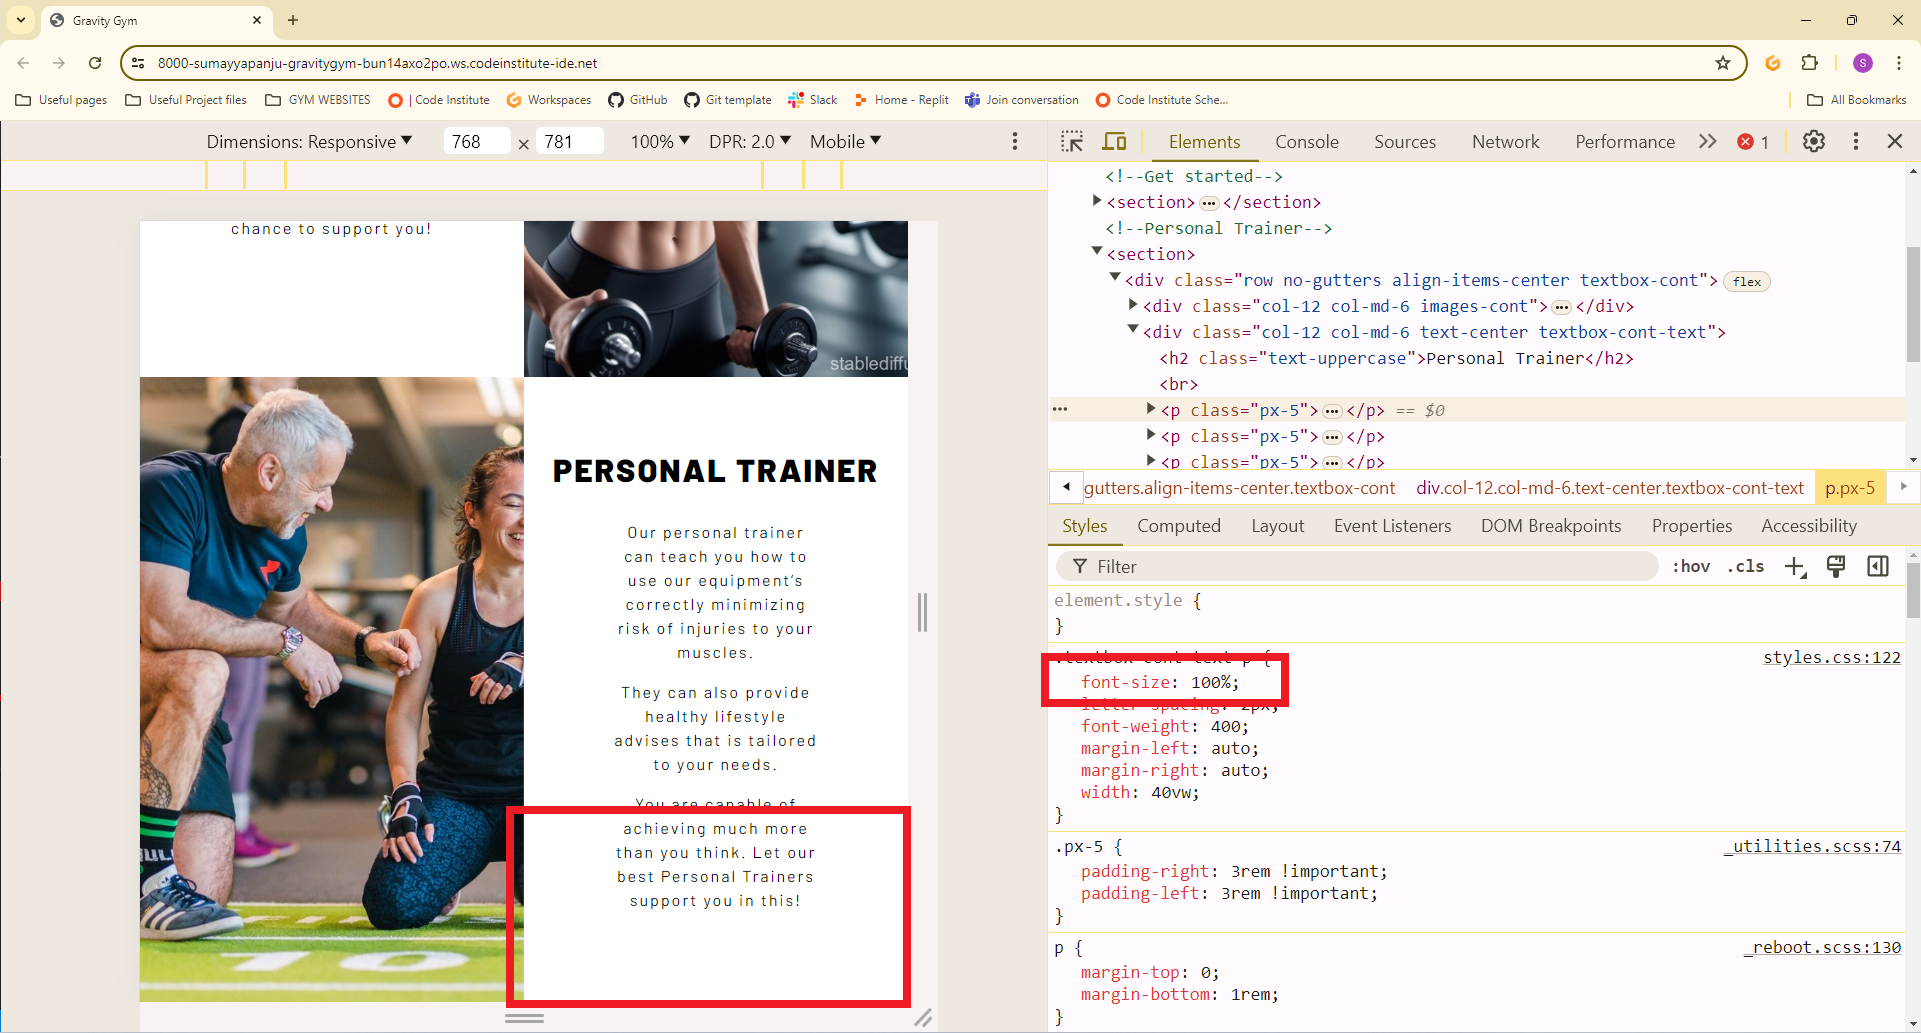 Gravity Gym
8000-sumayyapanju-gravitygym-bun14axo2po.ws.codeinstitute-ide.net
S
Useful pages
Useful Project files
GYM WEBSITES
| Code Institute
Workspaces
GitHub
Git template
Slack
Home - Replit
Join conversation
Code Institute Sche...
All Bookmarks
Dimensions: Responsive
768 × 781
100%
DPR: 2.0
Mobile
Elements
Console
Sources
Network
Performance
1
chance to support you!
stablediffu
PERSONAL TRAINER
Our personal trainer
can teach you how to
use our equipment's
correctly minimizing
risk of injuries to your
muscles.
They can also provide
healthy lifestyle
advises that is tailored
to your needs.
You are capable of
achieving much more
than you think. Let our
best Personal Trainers
support you in this!
10
<!--Get started-->
<section> ... </section>
<!--Personal Trainer-->
<section>
<div class="row no-gutters align-items-center textbox-cont"> flex
<div class="col-12 col-md-6 images-cont"> ... </div>
<div class="col-12 col-md-6 text-center textbox-cont-text">
<h2 class="text-uppercase">Personal Trainer</h2>
<br>
... <p class="px-5"> ... </p> == $0
<p class="px-5"> ... </p>
<p class="px-5"> ... </p>
gutters.align-items-center.textbox-cont div.col-12.col-md-6.text-center.textbox-cont-text p.px-5
Styles
Computed
Layout
Event Listeners
DOM Breakpoints
Properties
Accessibility
Filter
:hov .cls
element.style {
}
.textbox-cont-text p { styles.css:122
font-size: 100%;
letter-spacing: 2px;
font-weight: 400;
margin-left: auto;
margin-right: auto;
width: 40vw;
}
.px-5 { _utilities.scss:74
padding-right: 3rem !important;
padding-left: 3rem !important;
}
p { _reboot.scss:130
margin-top: 0;
margin-bottom: 1rem;
}